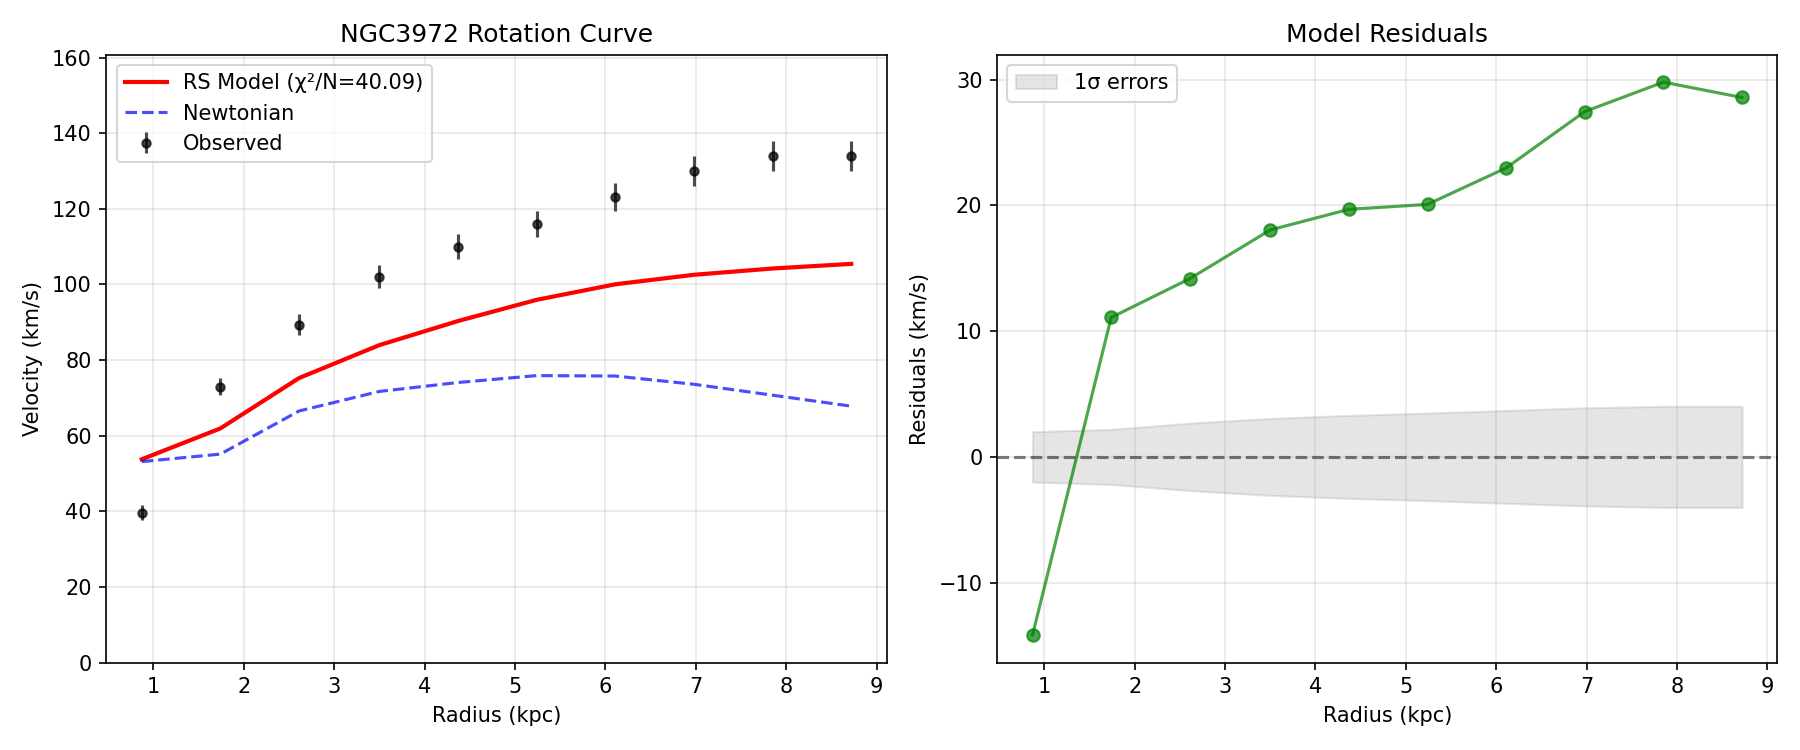 NGC3972 Rotation Curve
RS Model (χ²/N=40.09)
Newtonian
Observed
160
140
120
100
80
60
40
20
0
Velocity (km/s)
1 2 3 4 5 6 7 8 9
Radius (kpc)
Model Residuals
1σ errors
30
20
10
0
−10
Residuals (km/s)
1 2 3 4 5 6 7 8 9
Radius (kpc)